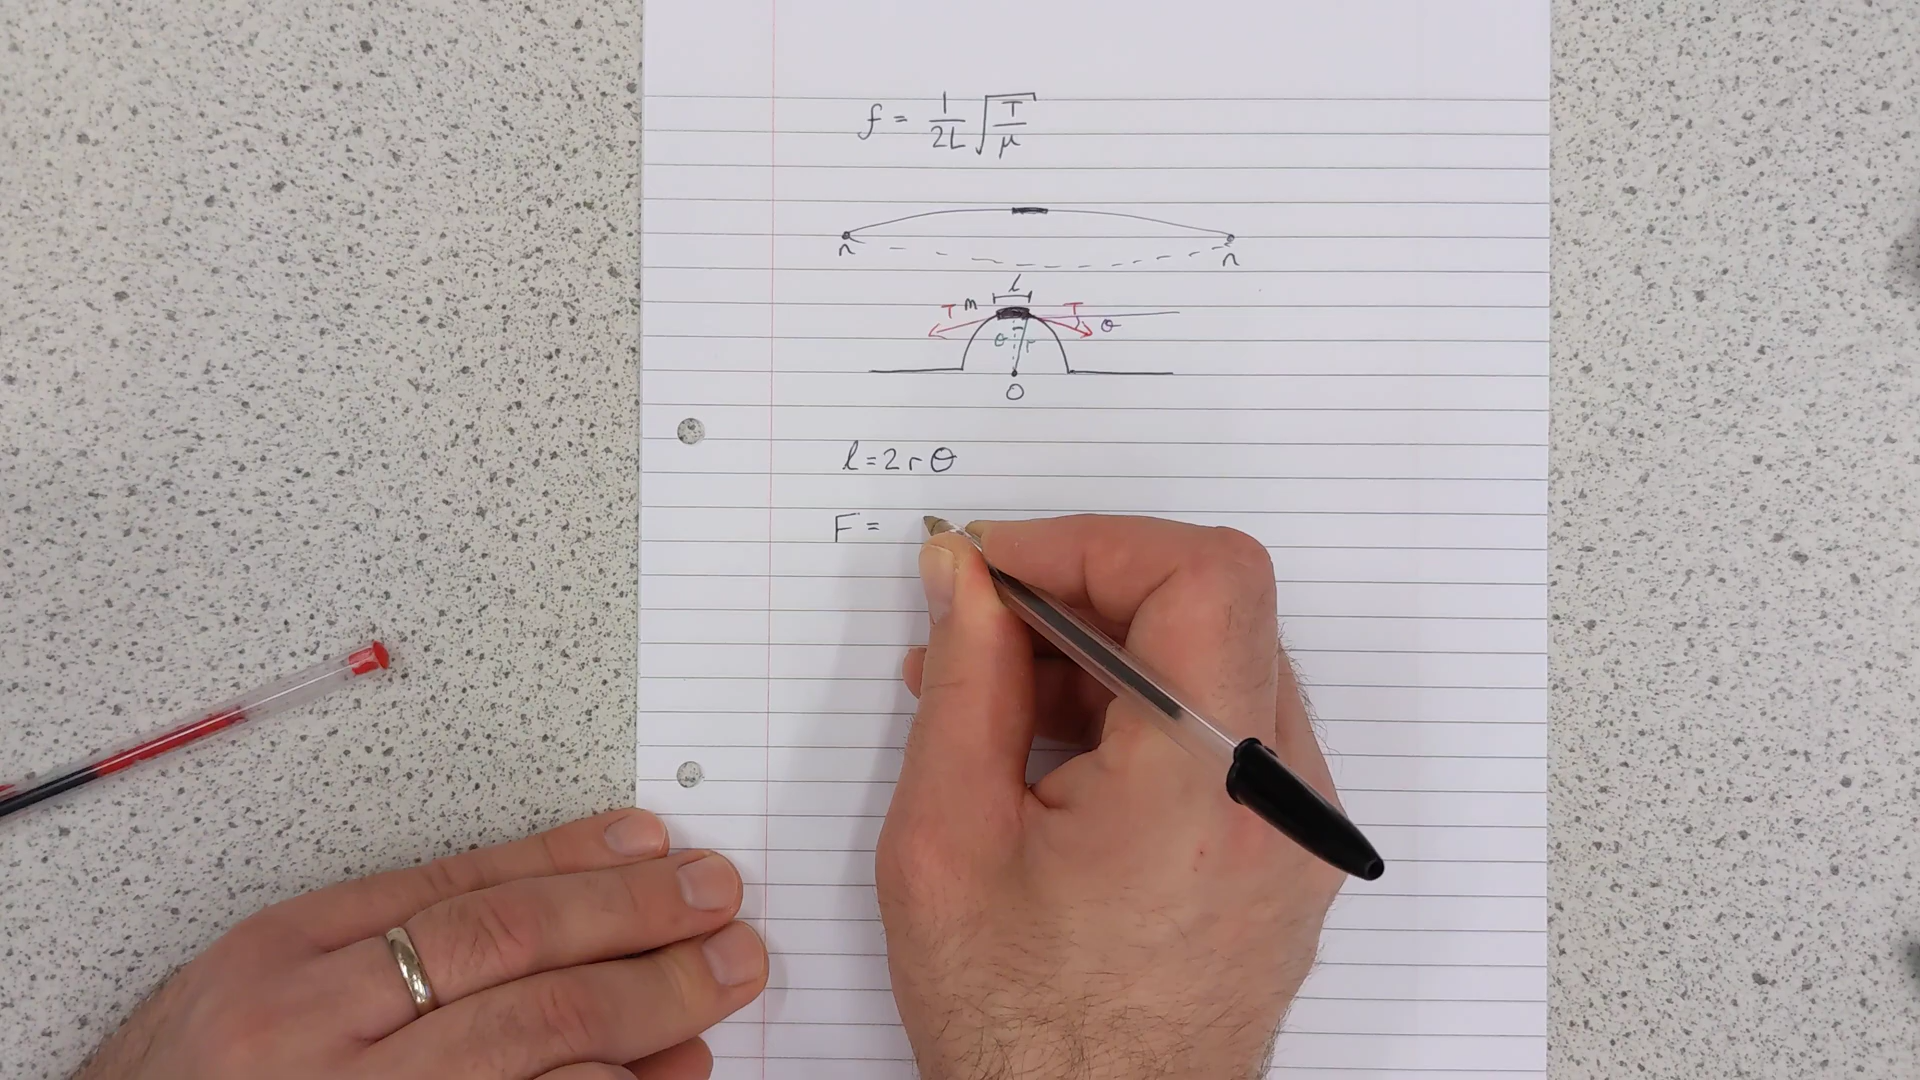 f = 1/2L √T/μ
n n
l
T m T
θ r θ
O
l = 2rθ
F =